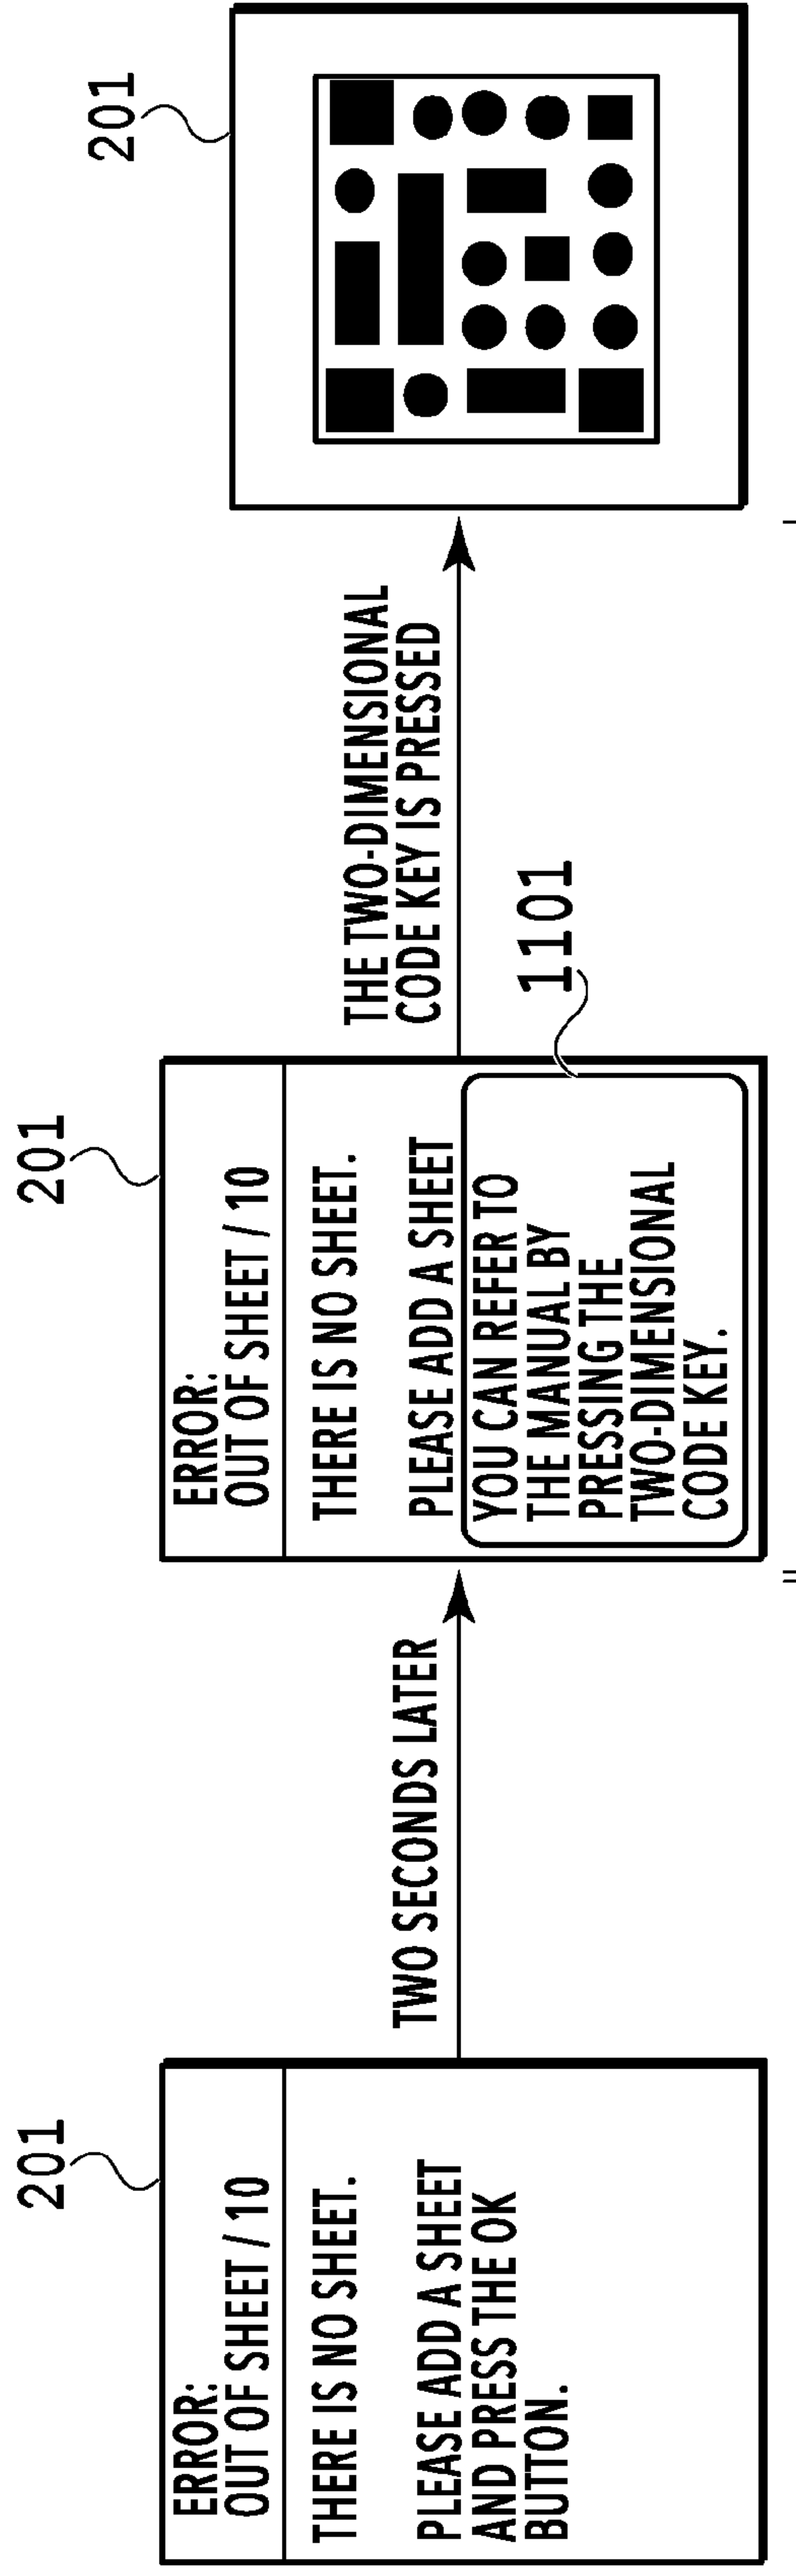 201
ERROR:
OUT OF SHEET / 10
THERE IS NO SHEET.
PLEASE ADD A SHEET
AND PRESS THE OK
BUTTON.
TWO SECONDS LATER
201
ERROR:
OUT OF SHEET / 10
THERE IS NO SHEET.
PLEASE ADD A SHEET
YOU CAN REFER TO
THE MANUAL BY
PRESSING THE
TWO-DIMENSIONAL
CODE KEY.
1101
THE TWO-DIMENSIONAL
CODE KEY IS PRESSED
201